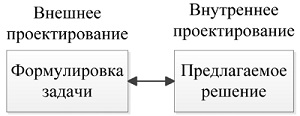 Внешнее
проектирование
Внутреннее
проектирование
Формулировка
задачи
Предлагаемое
решение